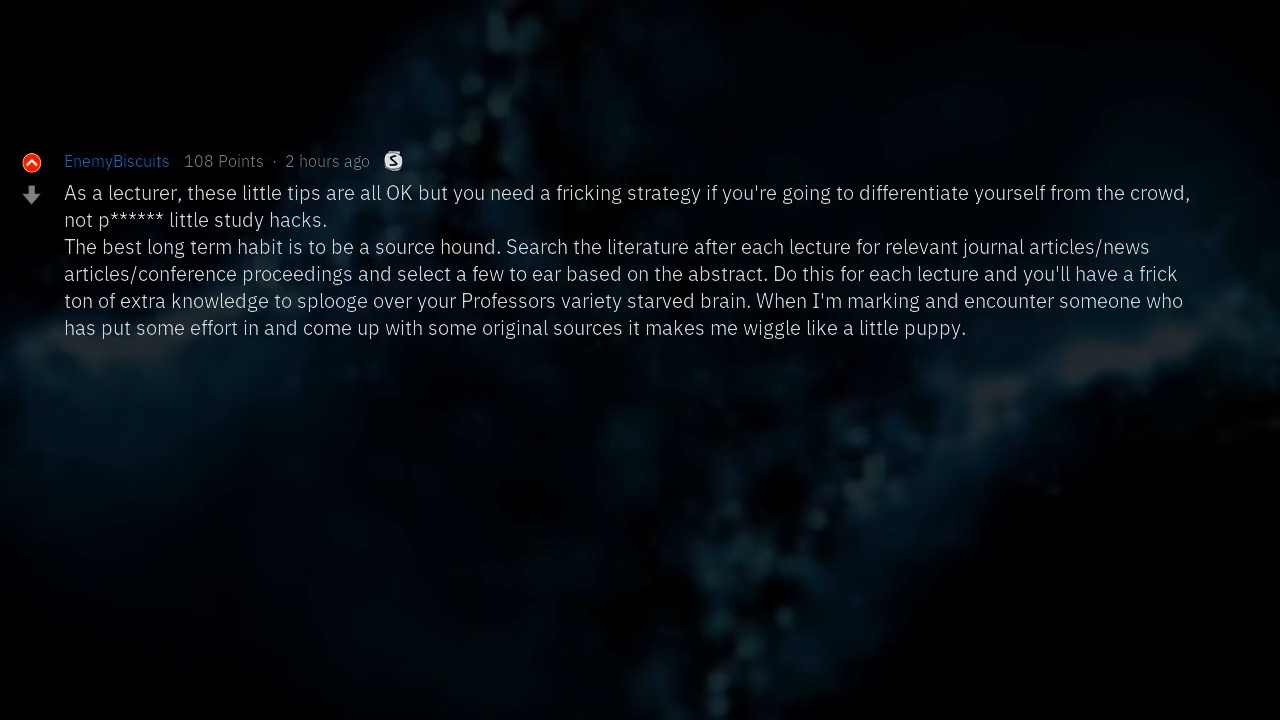 EnemyBiscuits 108 Points · 2 hours ago
As a lecturer, these little tips are all OK but you need a fricking strategy if you're going to differentiate yourself from the crowd,
not p****** little study hacks.
The best long term habit is to be a source hound. Search the literature after each lecture for relevant journal articles/news
articles/conference proceedings and select a few to ear based on the abstract. Do this for each lecture and you'll have a frick
ton of extra knowledge to splooge over your Professors variety starved brain. When I'm marking and encounter someone who
has put some effort in and come up with some original sources it makes me wiggle like a little puppy.